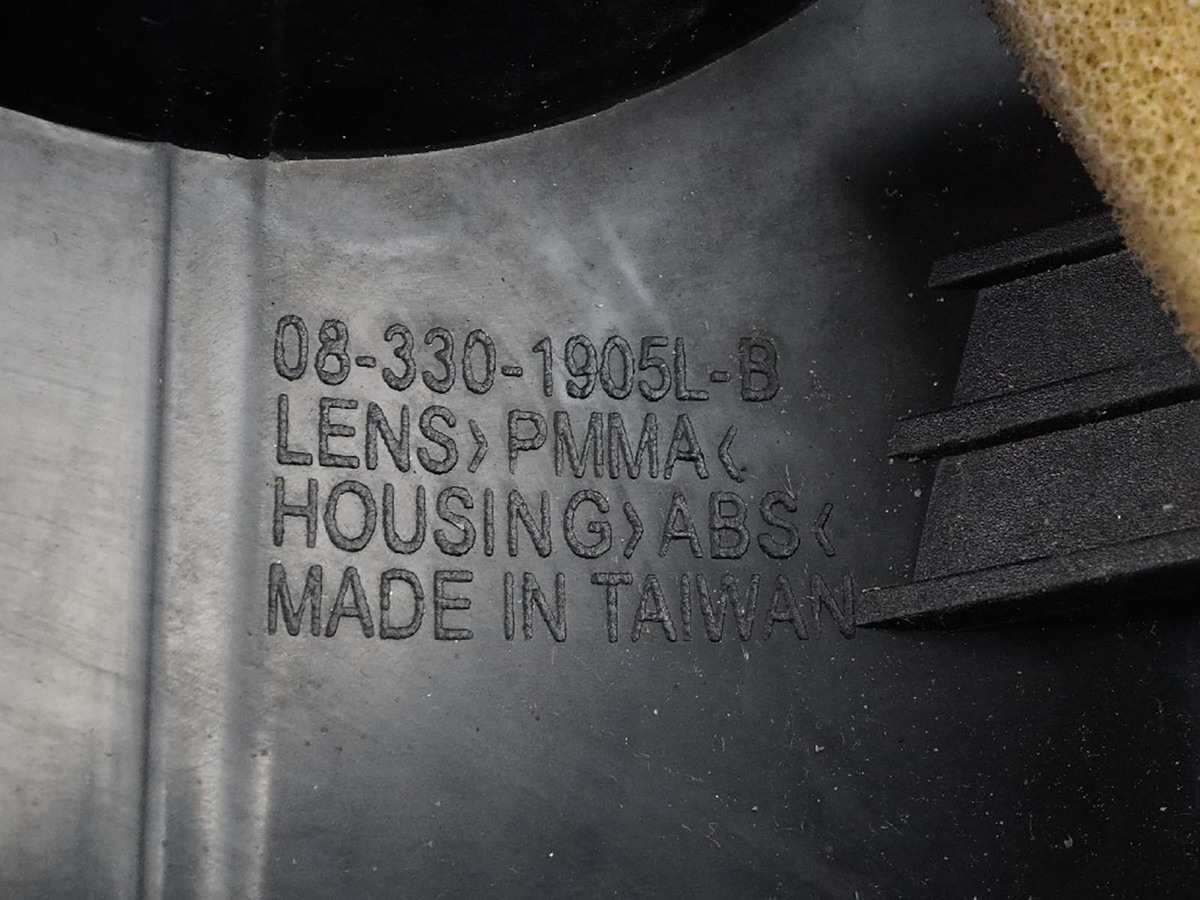 08-330-1905L-B
LENS>PMMA<
HOUSING>ABS<
MADE IN TAIWAN